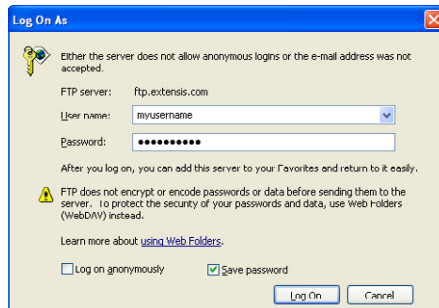 Log On As
Either the server does not allow anonymous logins or the e-mail address was not
accepted.
FTP server: ftp.extensis.com
User name: myusername
Password: ●●●●●●●●●●
After you log on, you can add this server to your Favorites and return to it easily.
FTP does not encrypt or encode passwords or data before sending them to the
server. To protect the security of your passwords and data, use Web Folders
(WebDAV) instead.
Learn more about using Web Folders.
Log on anonymously Save password
Log On Cancel